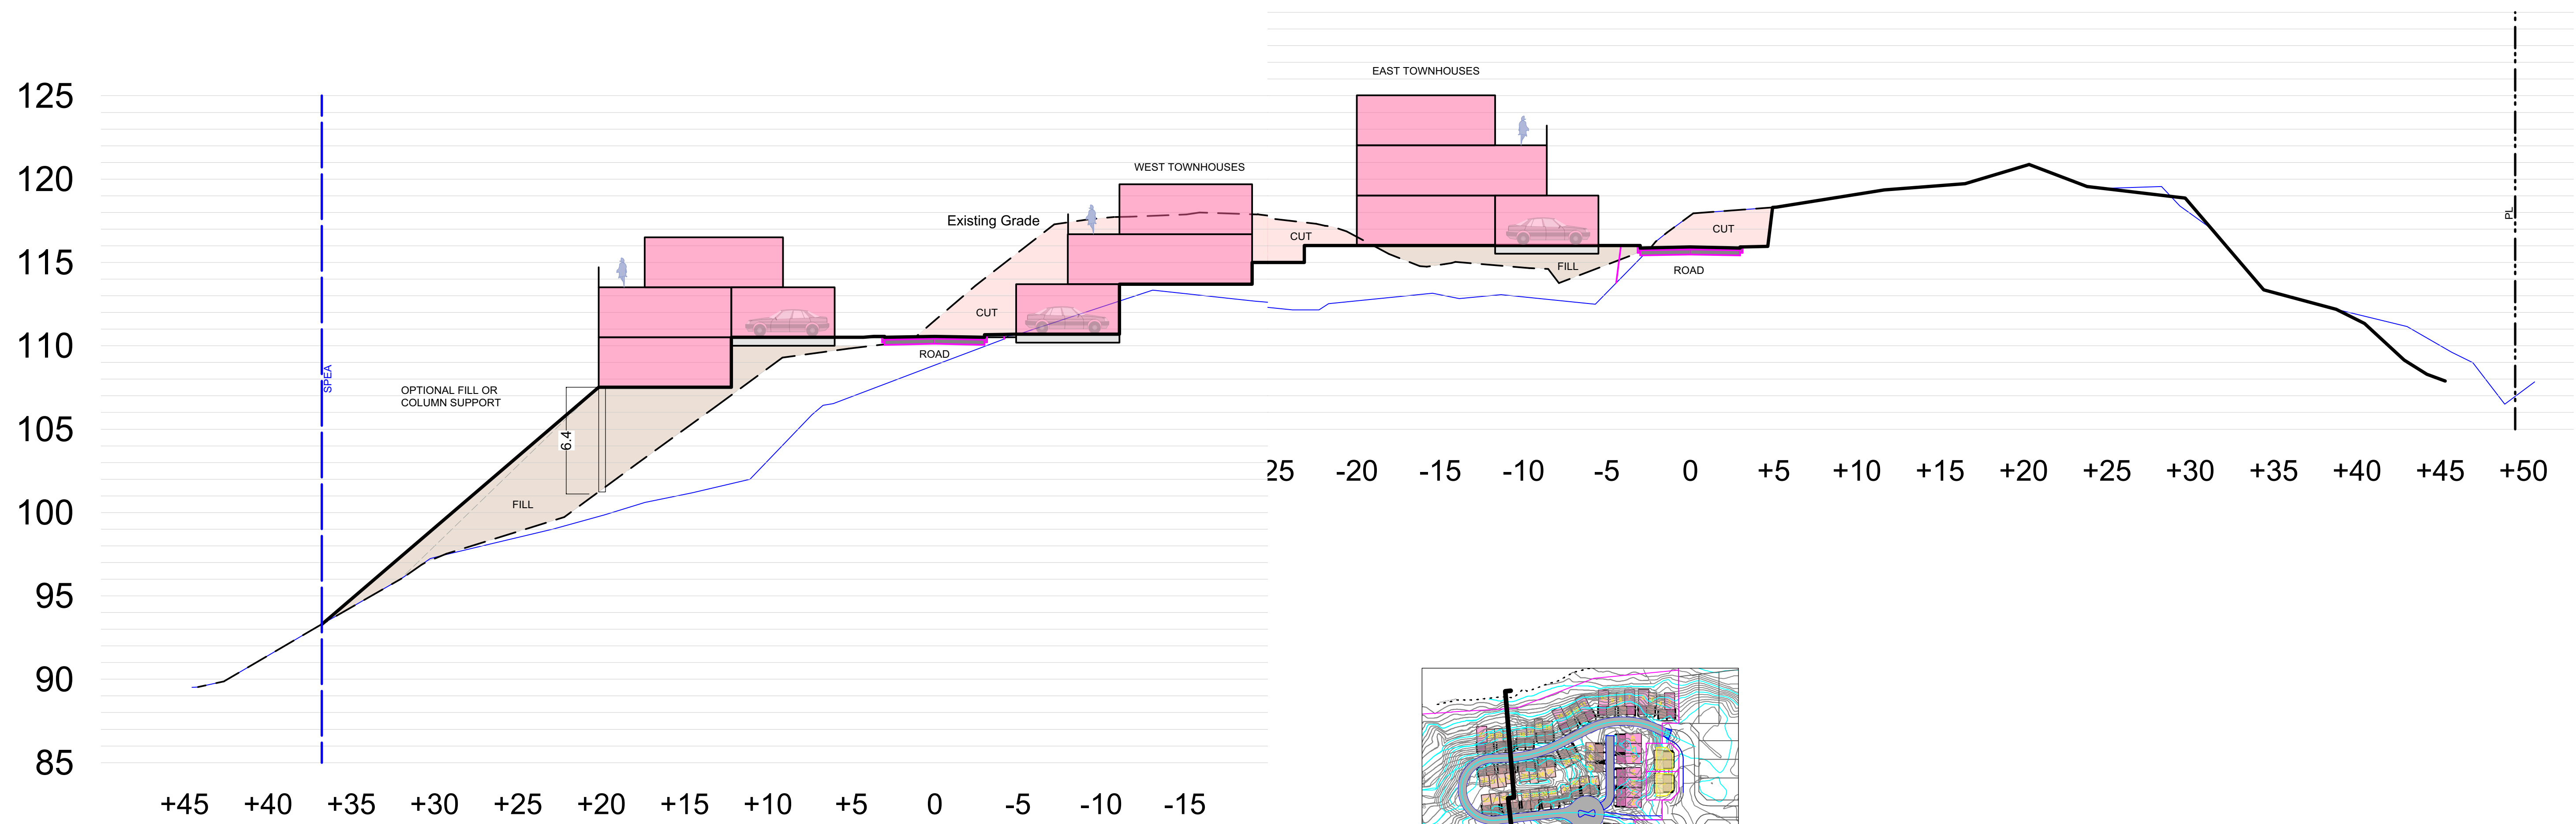 EAST TOWNHOUSES
125
WEST TOWNHOUSES
120
PL
Existing Grade
CUT
CUT
115
FILL
ROAD
CUT
110
ROAD
SPEA
OPTIONAL FILL OR
COLUMN SUPPORT
105
6.4
25 -20 -15 -10 -5 0 +5 +10 +15 +20 +25 +30 +35 +40 +45 +50
100
FILL
95
90
85
+45 +40 +35 +30 +25 +20 +15 +10 +5 0 -5 -10 -15